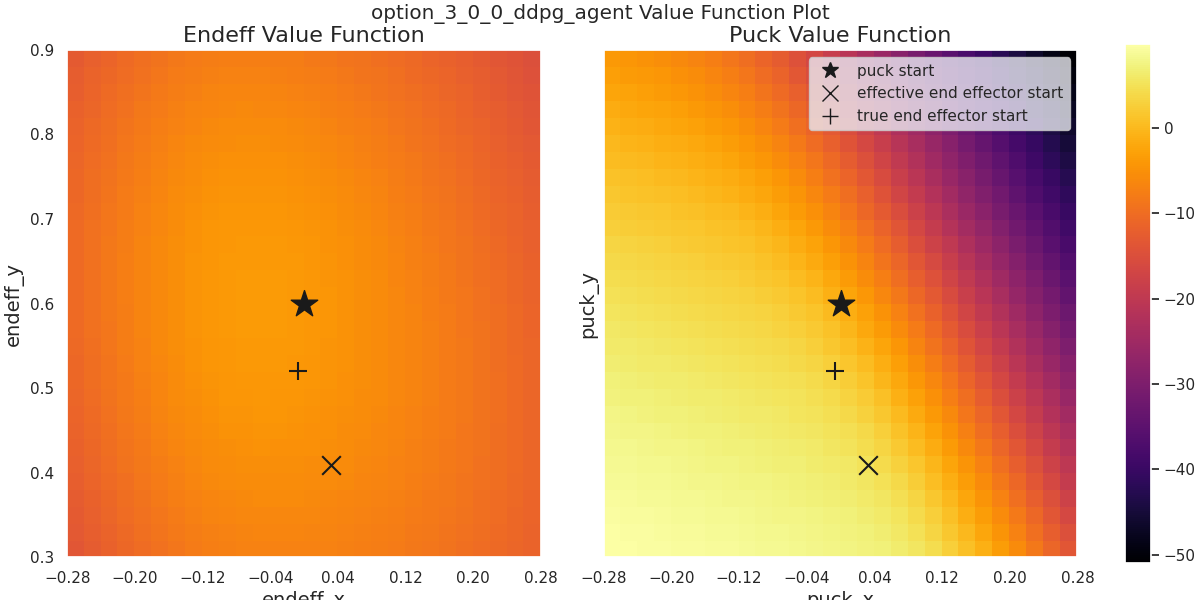 option_3_0_0_ddpg_agent Value Function Plot
Endeff Value Function
Puck Value Function
puck start
effective end effector start
true end effector start
0.9
0.8
0.7
0.6
0.5
0.4
0.3
endeff_y
−0.28 −0.20 −0.12 −0.04 0.04 0.12 0.20 0.28
endeff_x
puck_y
−0.28 −0.20 −0.12 −0.04 0.04 0.12 0.20 0.28
puck_x
0
−10
−20
−30
−40
−50